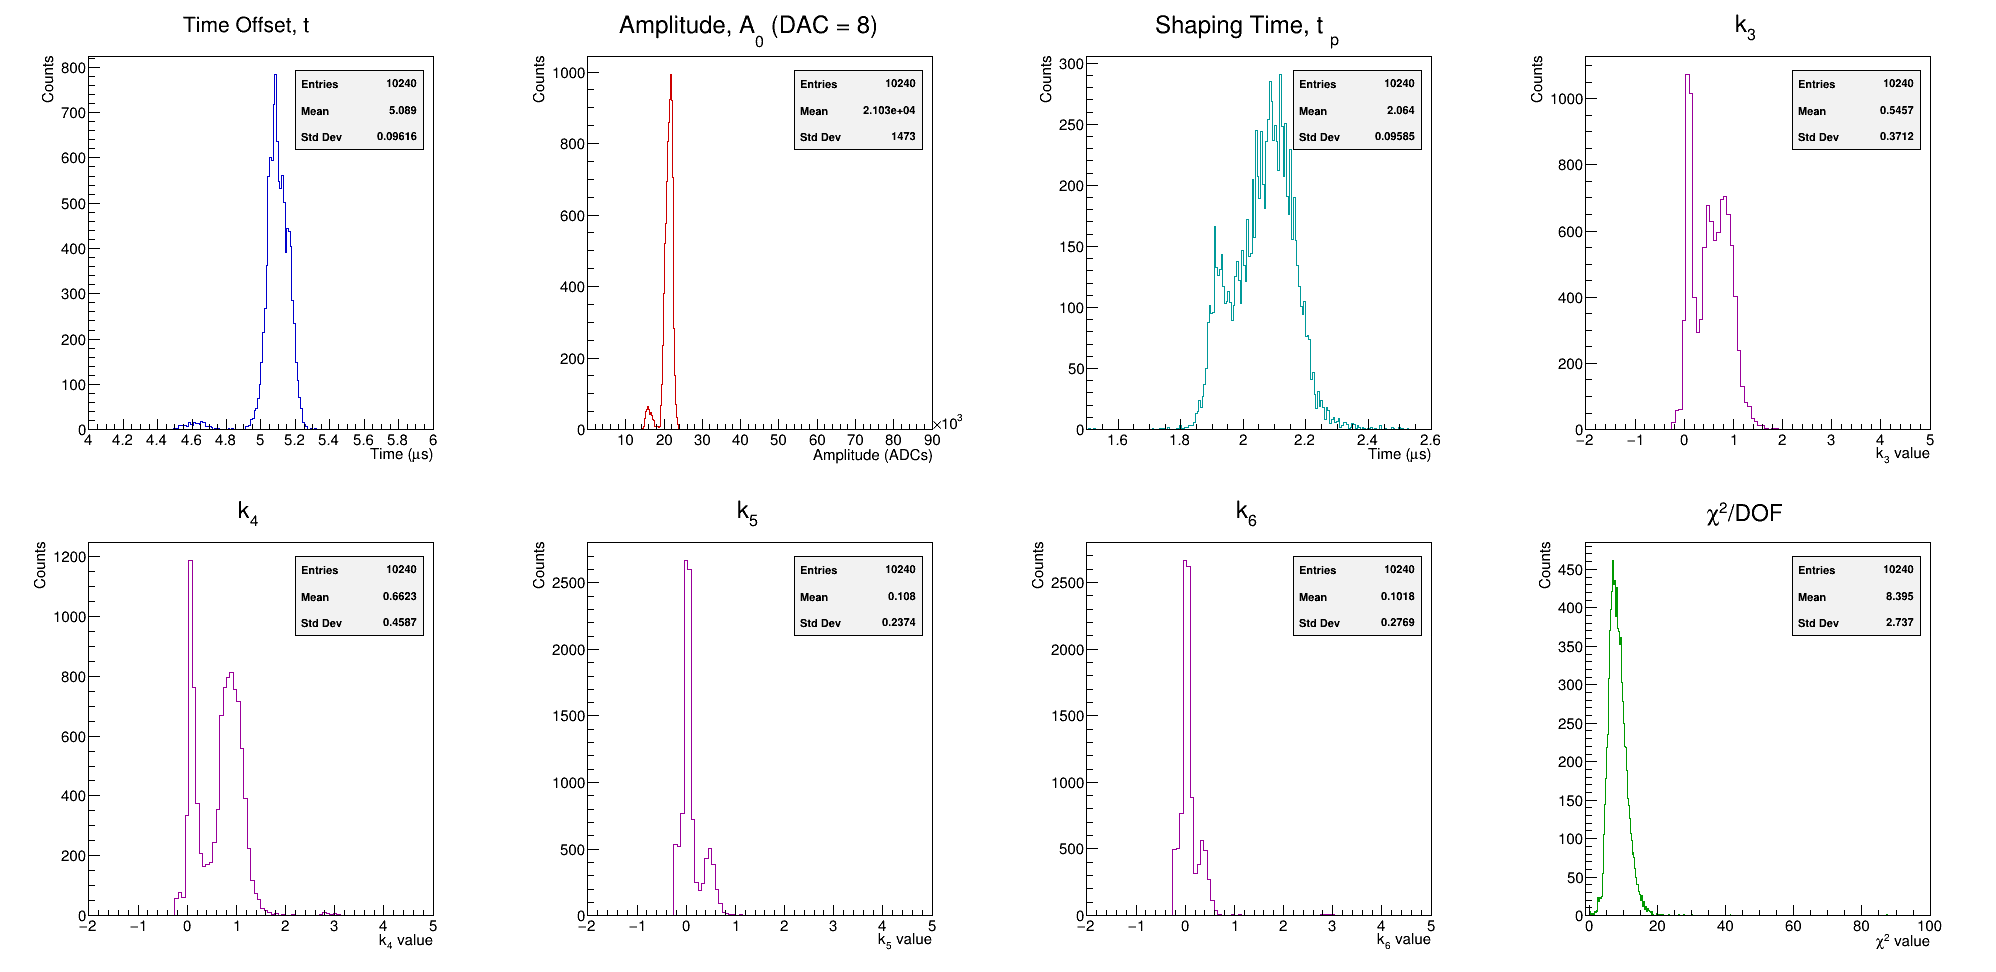 Time Offset, t
Counts
Entries 10240
Mean 5.089
Std Dev 0.09616
800
700
600
500
400
300
200
100
0
4 4.2 4.4 4.6 4.8 5 5.2 5.4 5.6 5.8 6
Time (μs)
Amplitude, A0 (DAC = 8)
Counts
Entries 10240
Mean 2.103e+04
Std Dev 1473
1000
800
600
400
200
0
10 20 30 40 50 60 70 80 90
×10³
Amplitude (ADCs)
Shaping Time, t p
Counts
Entries 10240
Mean 2.064
Std Dev 0.09585
300
250
200
150
100
50
0
1.6 1.8 2 2.2 2.4 2.6
Time (μs)
k3
Counts
Entries 10240
Mean 0.5457
Std Dev 0.3712
1000
800
600
400
200
0
−2 −1 0 1 2 3 4 5
k3 value
k4
Counts
Entries 10240
Mean 0.6623
Std Dev 0.4587
1200
1000
800
600
400
200
0
−2 −1 0 1 2 3 4 5
k4 value
k5
Counts
Entries 10240
Mean 0.108
Std Dev 0.2374
2500
2000
1500
1000
500
0
−2 −1 0 1 2 3 4 5
k5 value
k6
Counts
Entries 10240
Mean 0.1018
Std Dev 0.2769
2500
2000
1500
1000
500
0
−2 −1 0 1 2 3 4 5
k6 value
χ²/DOF
Counts
Entries 10240
Mean 8.395
Std Dev 2.737
450
400
350
300
250
200
150
100
50
0
0 20 40 60 80 100
χ² value